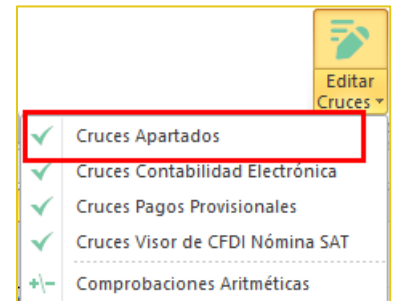 Editar
Cruces
Cruces Apartados
Cruces Contabilidad Electrónica
Cruces Pagos Provisionales
Cruces Visor de CFDI Nómina SAT
Comprobaciones Aritméticas